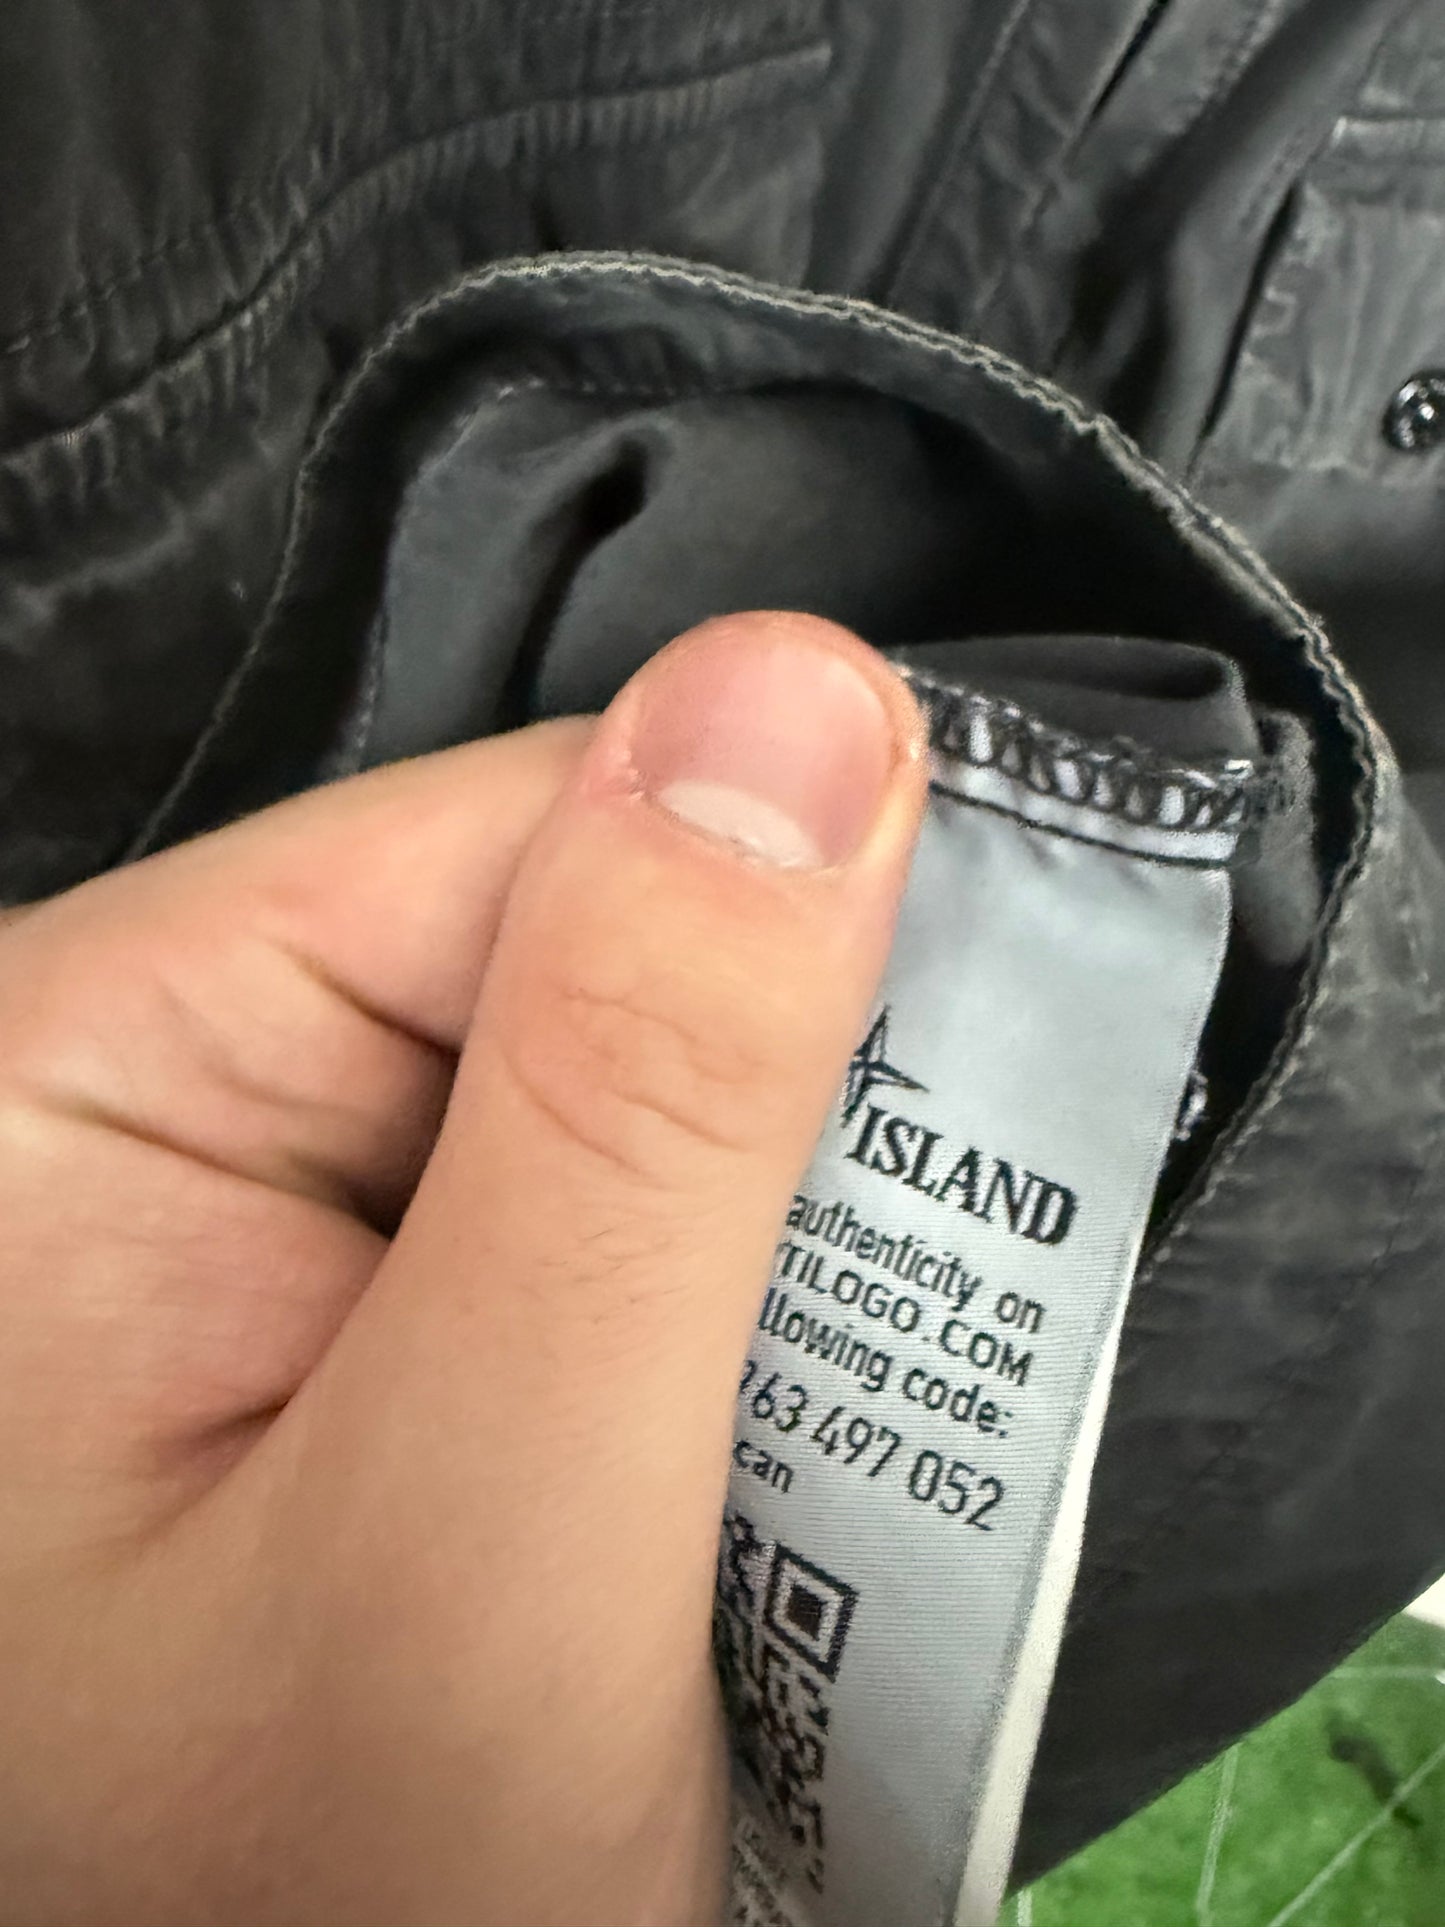 ISLAND
authenticity on
TILOGO.COM
llowing code:
63 497 052
can